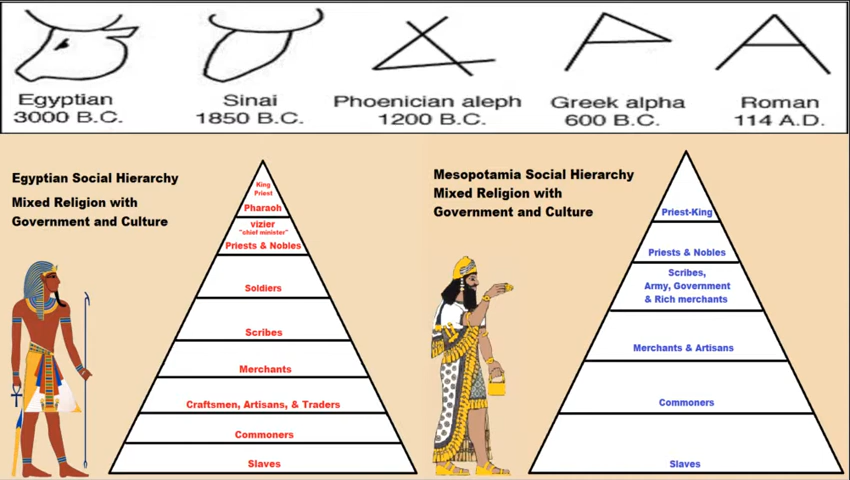 Egyptian
3000 B.C.
Sinai
1850 B.C.
Phoenician aleph
1200 B.C.
Greek alpha
600 B.C.
Roman
114 A.D.
Egyptian Social Hierarchy
Mixed Religion with
Government and Culture
King
Priest
Pharaoh
vizier
"chief minister"
Priests & Nobles
Soldiers
Scribes
Merchants
Craftsmen, Artisans, & Traders
Commoners
Slaves
Mesopotamia Social Hierarchy
Mixed Religion with
Government and Culture
Priest-King
Priests & Nobles
Scribes,
Army, Government
& Rich merchants
Merchants & Artisans
Commoners
Slaves